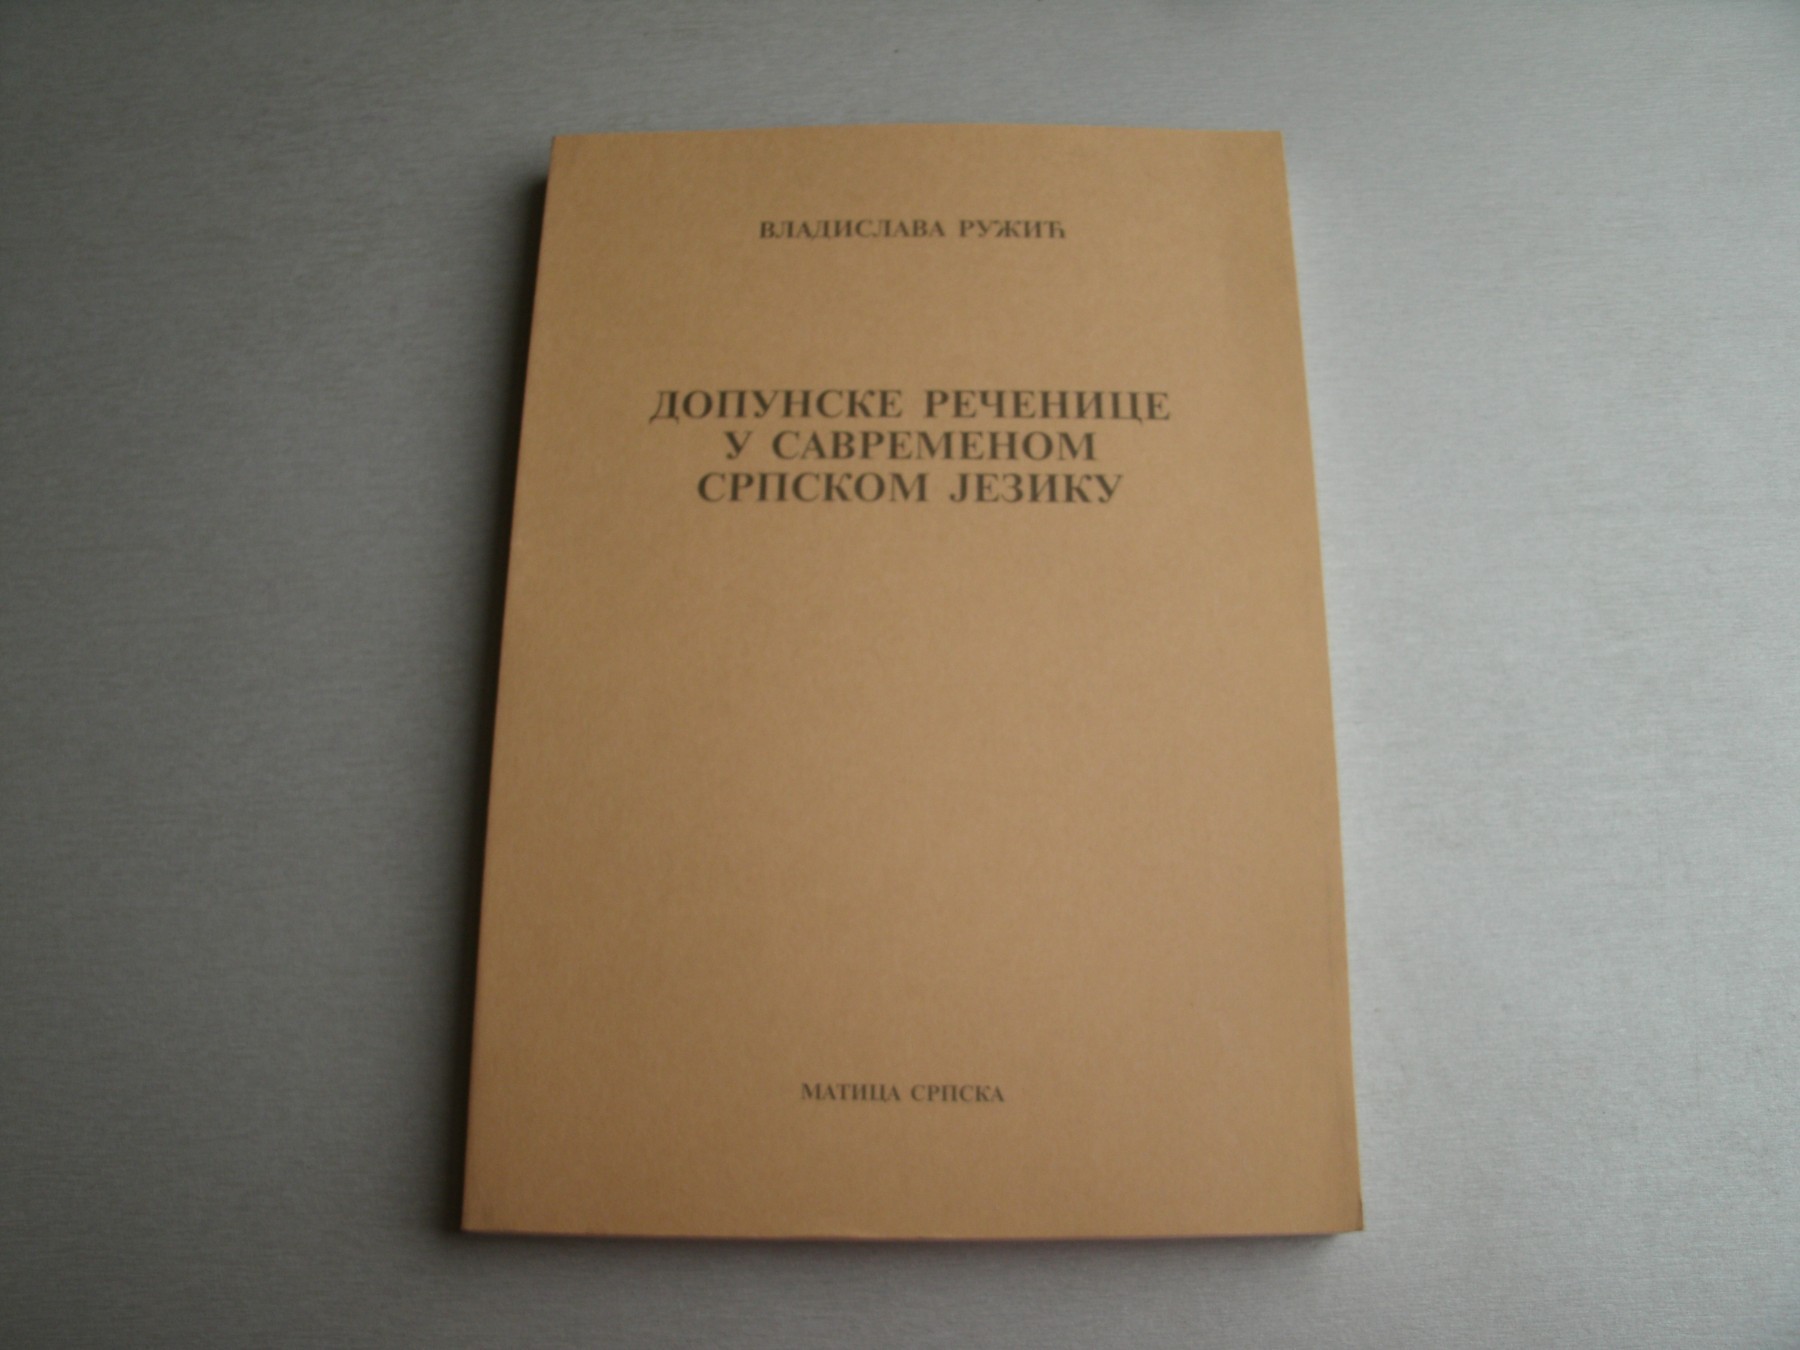 ВЛАДИСЛАВА РУЖИЋ
ДОПУНСКЕ РЕЧЕНИЦЕ
У САВРЕМЕНОМ
СРПСКОМ ЈЕЗИКУ
МАТИЦА СРПСКА